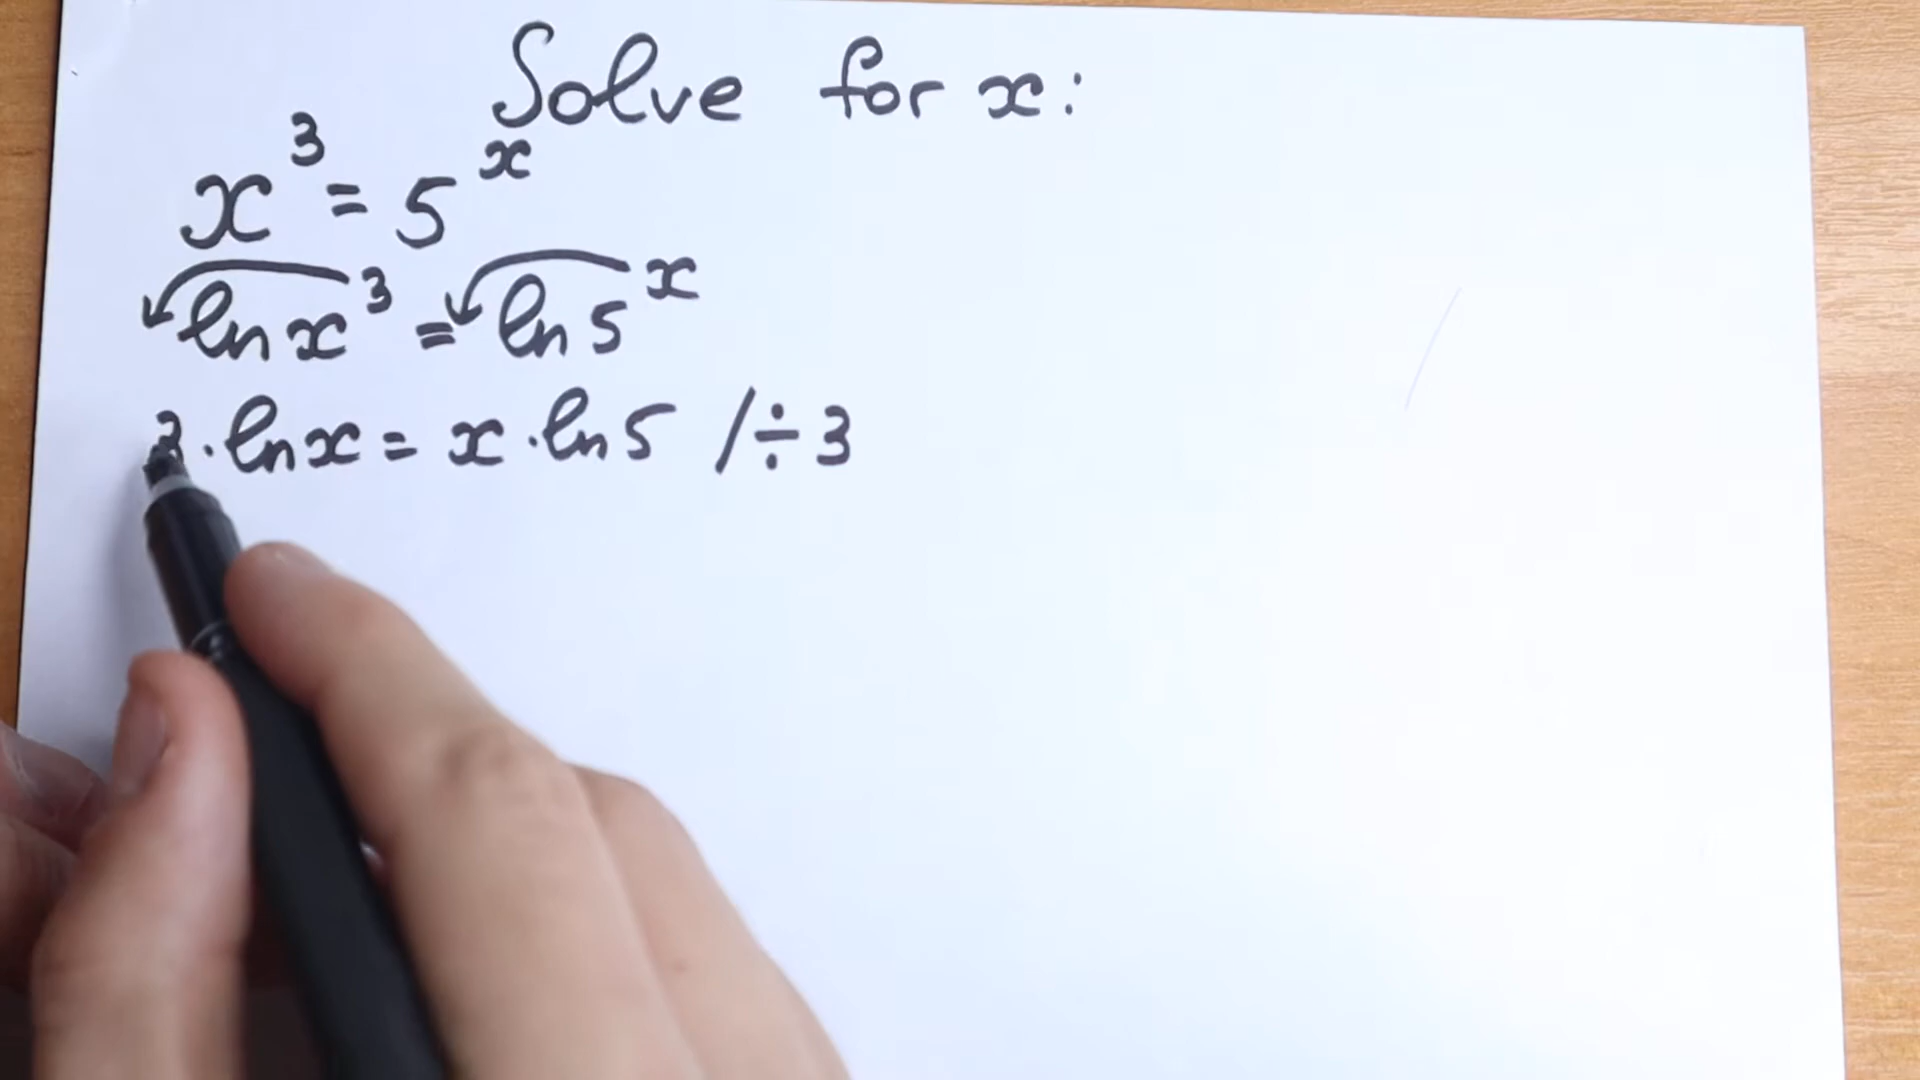 Solve for x:
x³ = 5ˣ
ln x³ = ln 5ˣ
3 · ln x = x · ln 5 / ÷ 3